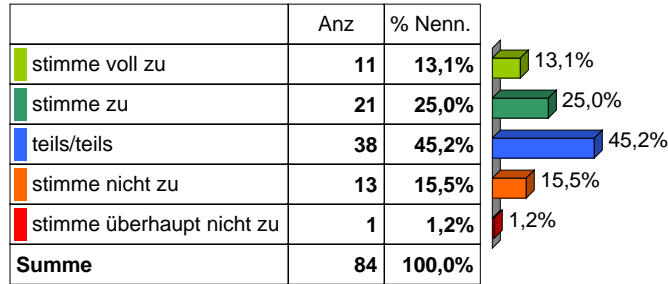 Anz % Nenn.
stimme voll zu 11 13,1% 13,1%
stimme zu 21 25,0% 25,0%
teils/teils 38 45,2% 45,2%
stimme nicht zu 13 15,5% 15,5%
stimme überhaupt nicht zu 1 1,2% 1,2%
Summe 84 100,0%